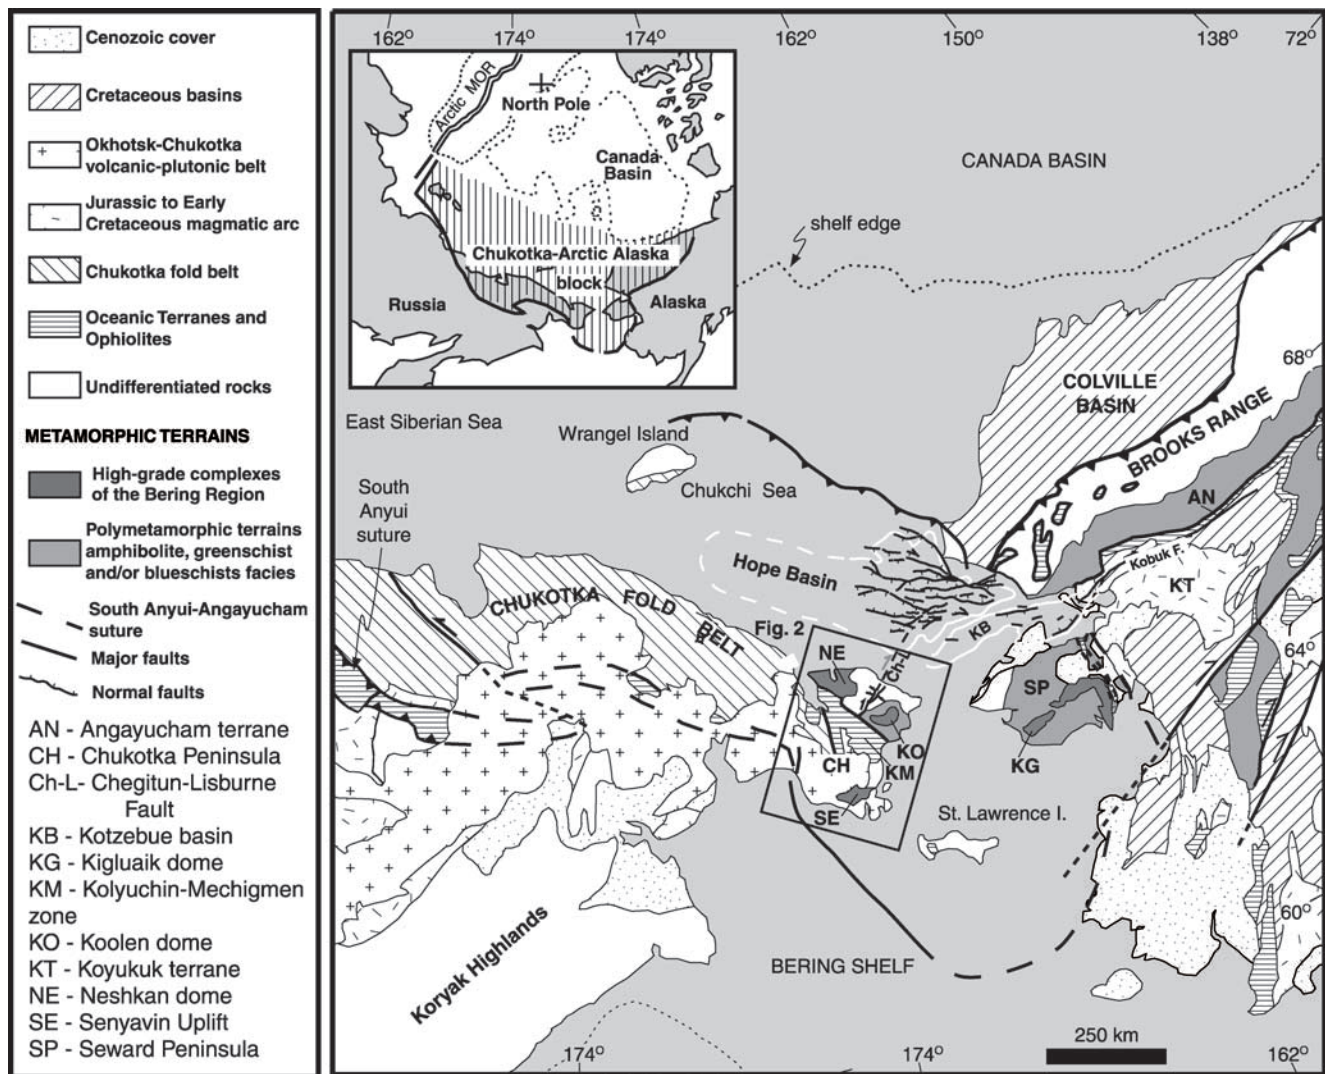 Cenozoic cover
Cretaceous basins
Okhotsk-Chukotka
volcanic-plutonic belt
Jurassic to Early
Cretaceous magmatic arc
Chukotka fold belt
Oceanic Terranes and
Ophiolites
Undifferentiated rocks
METAMORPHIC TERRAINS
High-grade complexes
of the Bering Region
Polymetamorphic terrains
amphibolite, greenschist
and/or blueschists facies
South Anyui-Angayucham
suture
Major faults
Normal faults
AN - Angayucham terrane
CH - Chukotka Peninsula
Ch-L- Chegitun-Lisburne
Fault
KB - Kotzebue basin
KG - Kigluaik dome
KM - Kolyuchin-Mechigmen
zone
KO - Koolen dome
KT - Koyukuk terrane
NE - Neshkan dome
SE - Senyavin Uplift
SP - Seward Peninsula
162°
174°
174°
162°
150°
138°
72°
Arctic MOR
North Pole
Canada
Basin
Chukotka-Arctic Alaska
block
Russia
Alaska
CANADA BASIN
shelf edge
68°
COLVILLE
BASIN
BROOKS RANGE
East Siberian Sea
Wrangel Island
Chukchi Sea
South
Anyui
suture
AN
Kobuk F.
KT
Hope Basin
CHUKOTKA FOLD BELT
Fig. 2
KB
64°
NE
Ch-L
SP
KO
CH
KM
KG
SE
St. Lawrence I.
60°
Koryak Highlands
BERING SHELF
250 km
174°
174°
162°